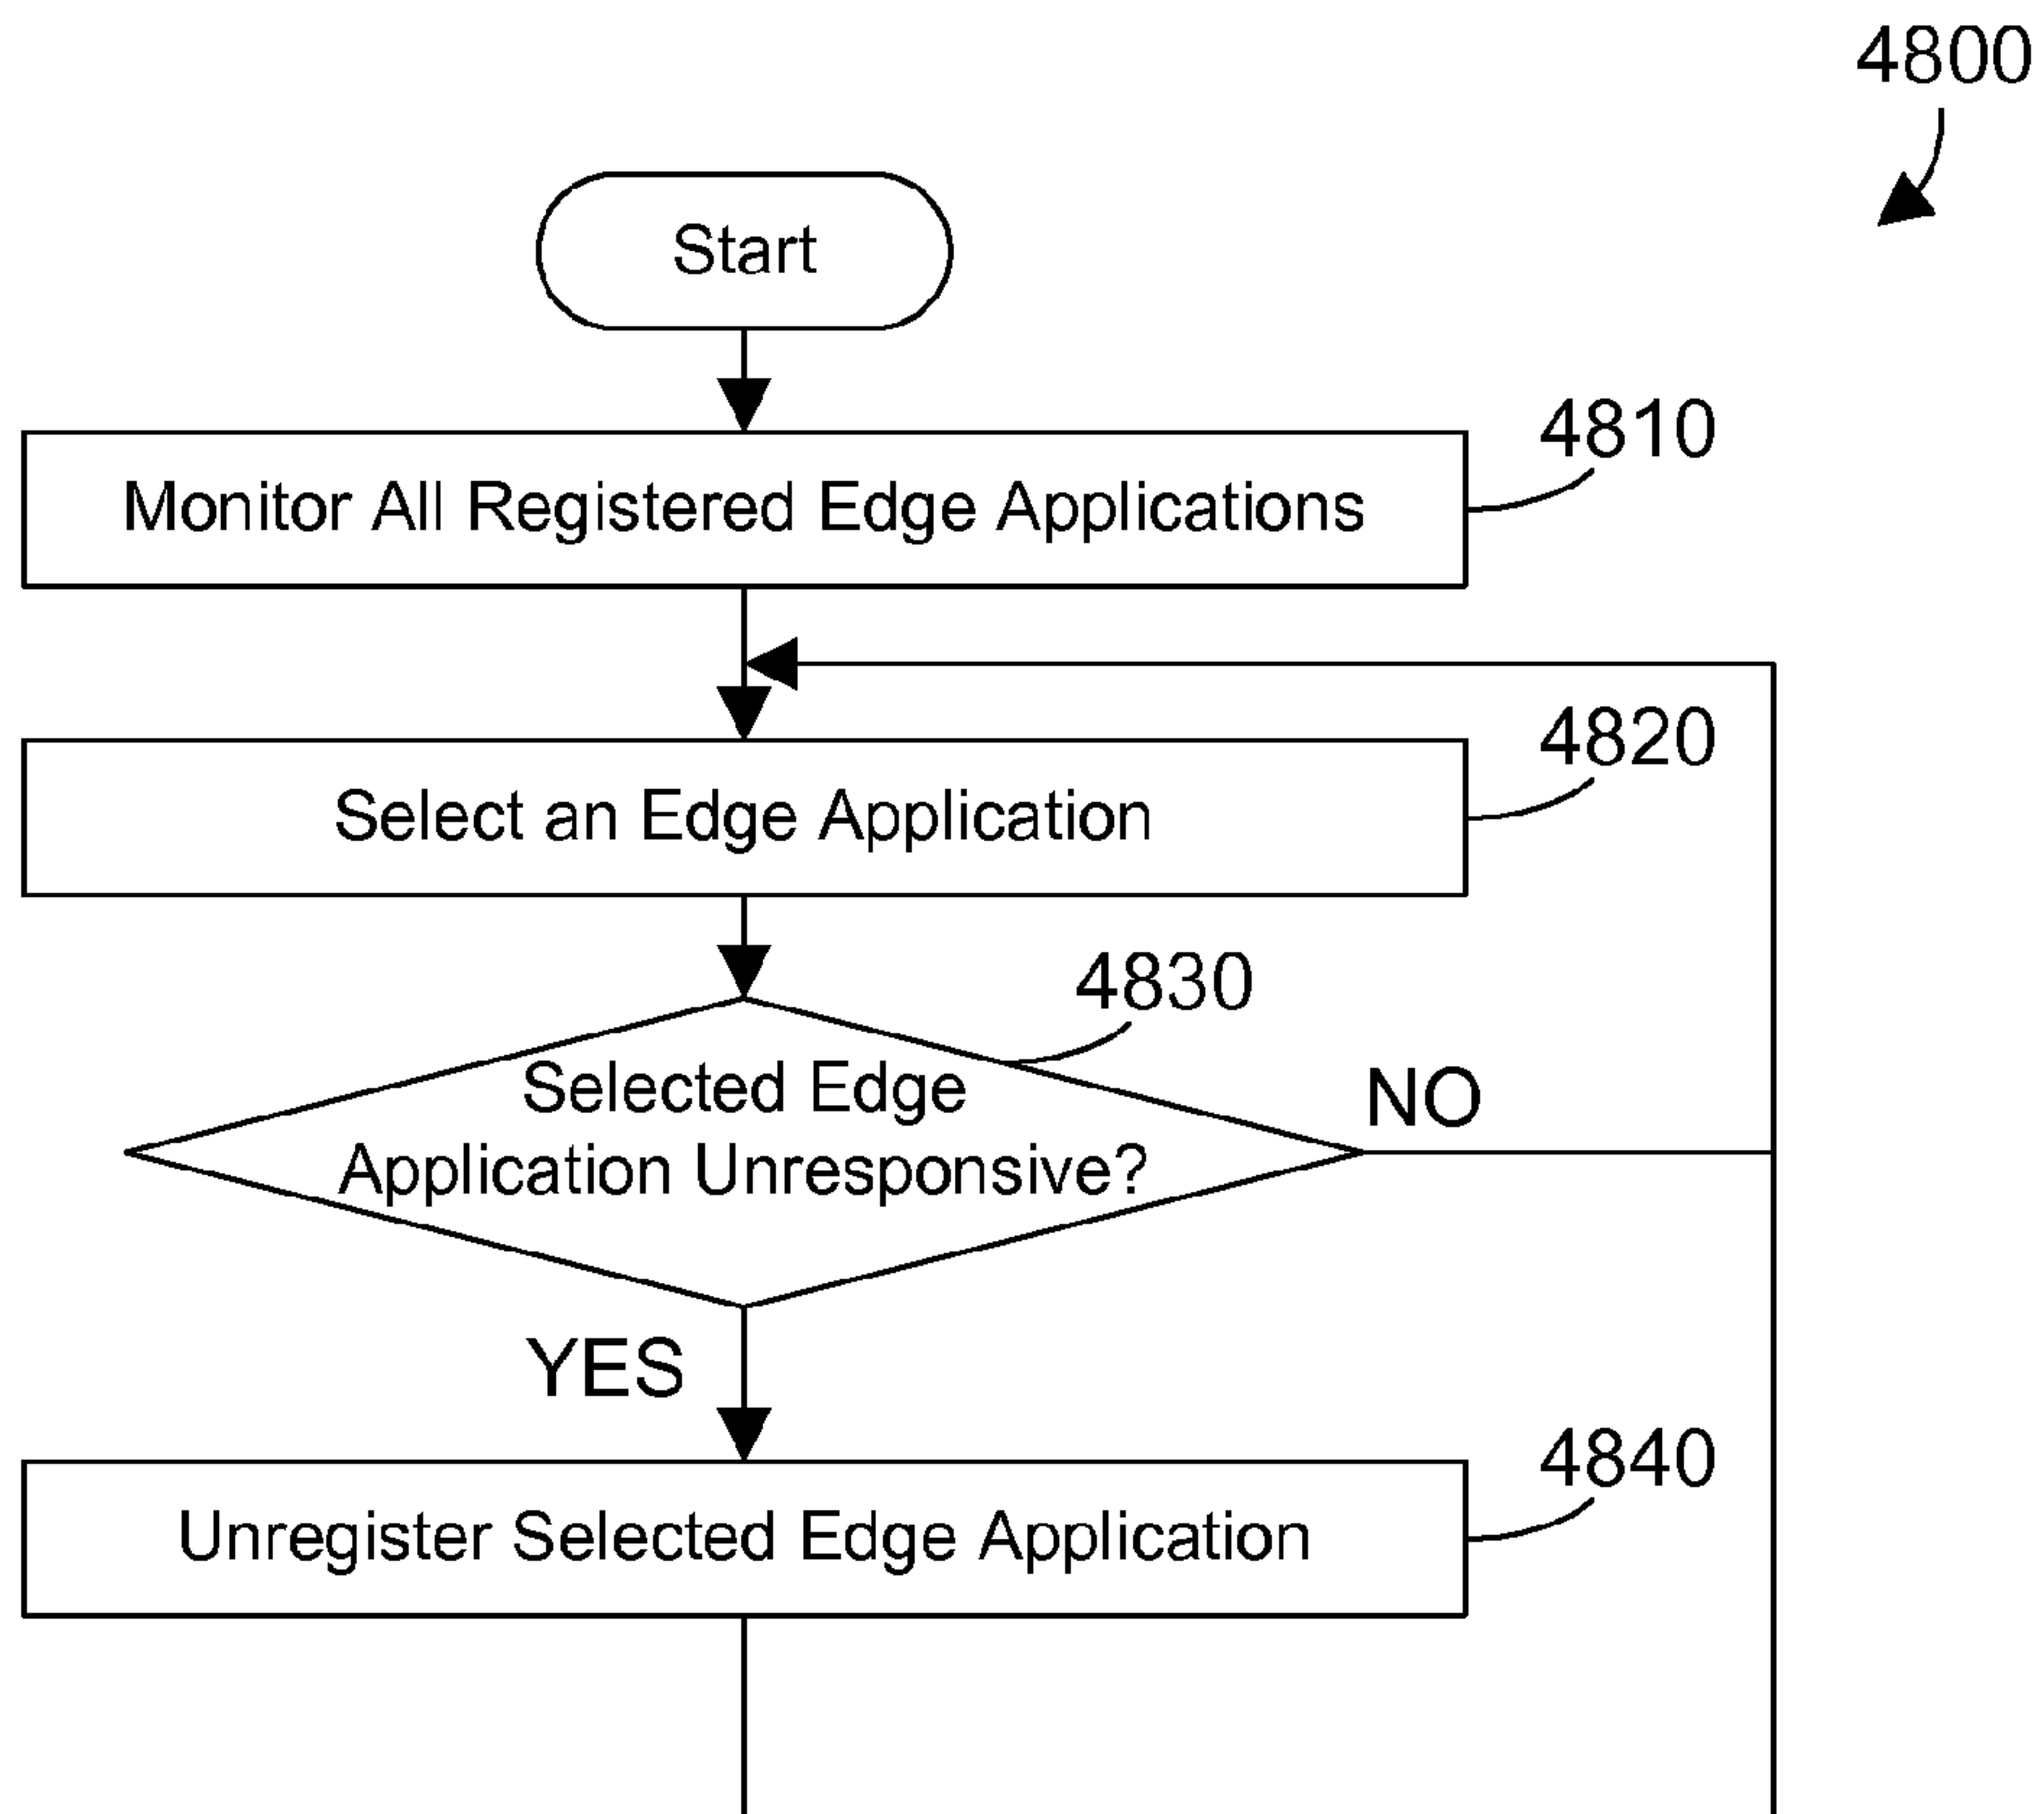 4800
Start
4810
Monitor All Registered Edge Applications
4820
Select an Edge Application
4830
Selected Edge
Application Unresponsive?
NO
YES
4840
Unregister Selected Edge Application